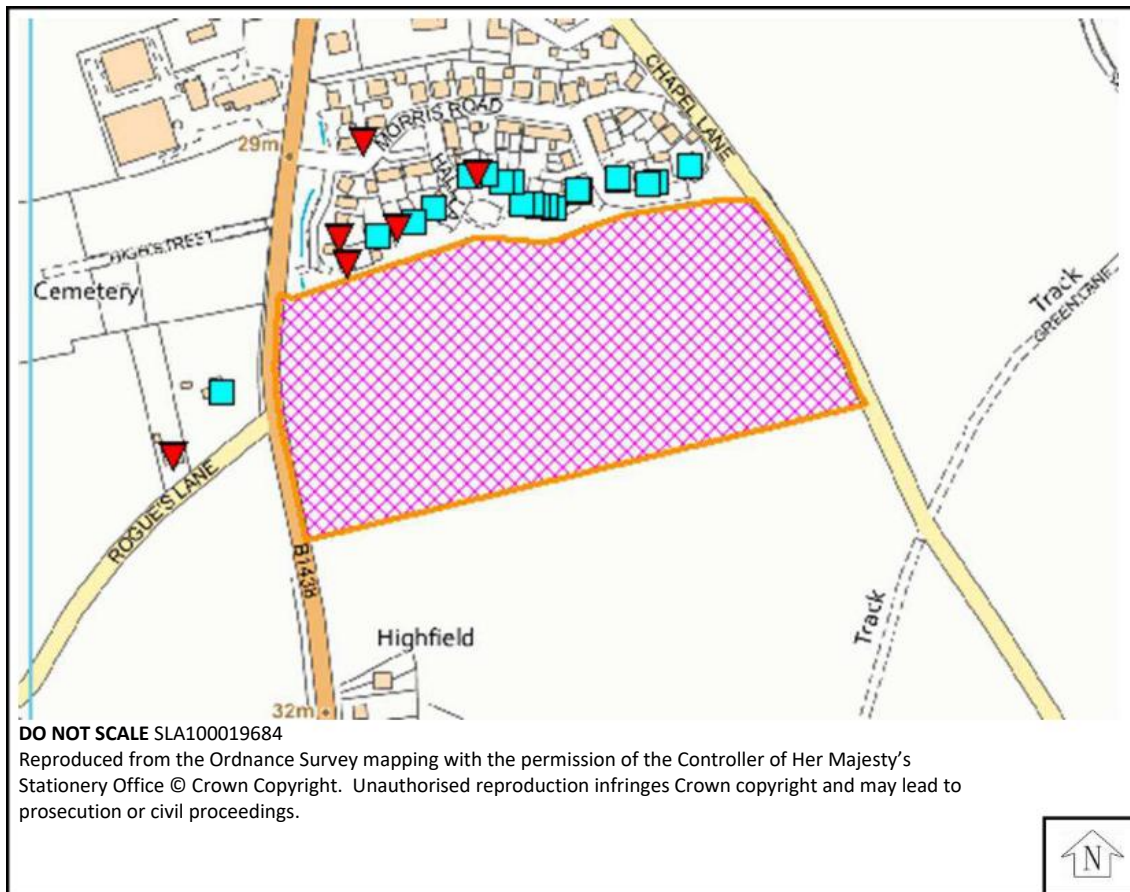 CHAPEL LANE
MORRIS ROAD
29m
HIGH STREET
Cemetery
Track
GREEN LANE
ROGUE'S LANE
B1438
Track
Highfield
32m
DO NOT SCALE SLA100019684
Reproduced from the Ordnance Survey mapping with the permission of the Controller of Her Majesty's
Stationery Office © Crown Copyright. Unauthorised reproduction infringes Crown copyright and may lead to
prosecution or civil proceedings.
N